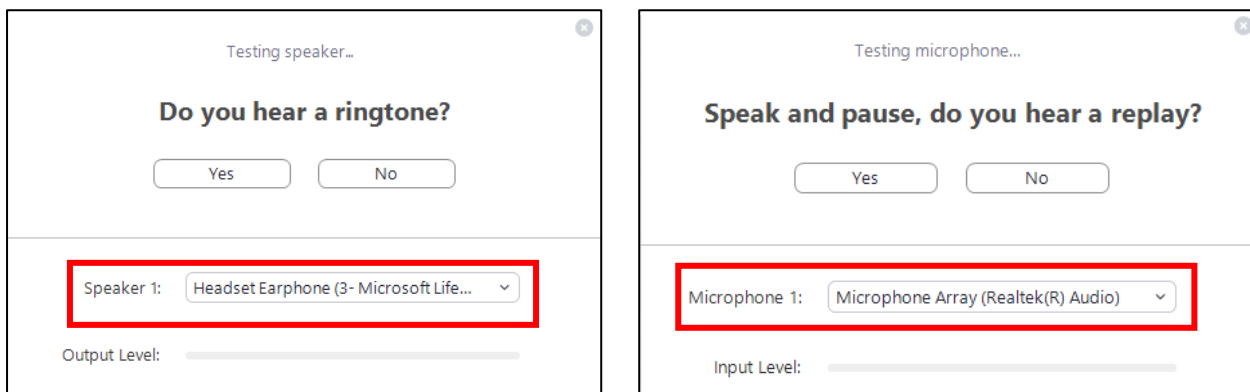 Testing speaker...
Do you hear a ringtone?
Yes No
Speaker 1: Headset Earphone (3- Microsoft Life...
Output Level:
Testing microphone...
Speak and pause, do you hear a replay?
Yes No
Microphone 1: Microphone Array (Realtek(R) Audio)
Input Level: